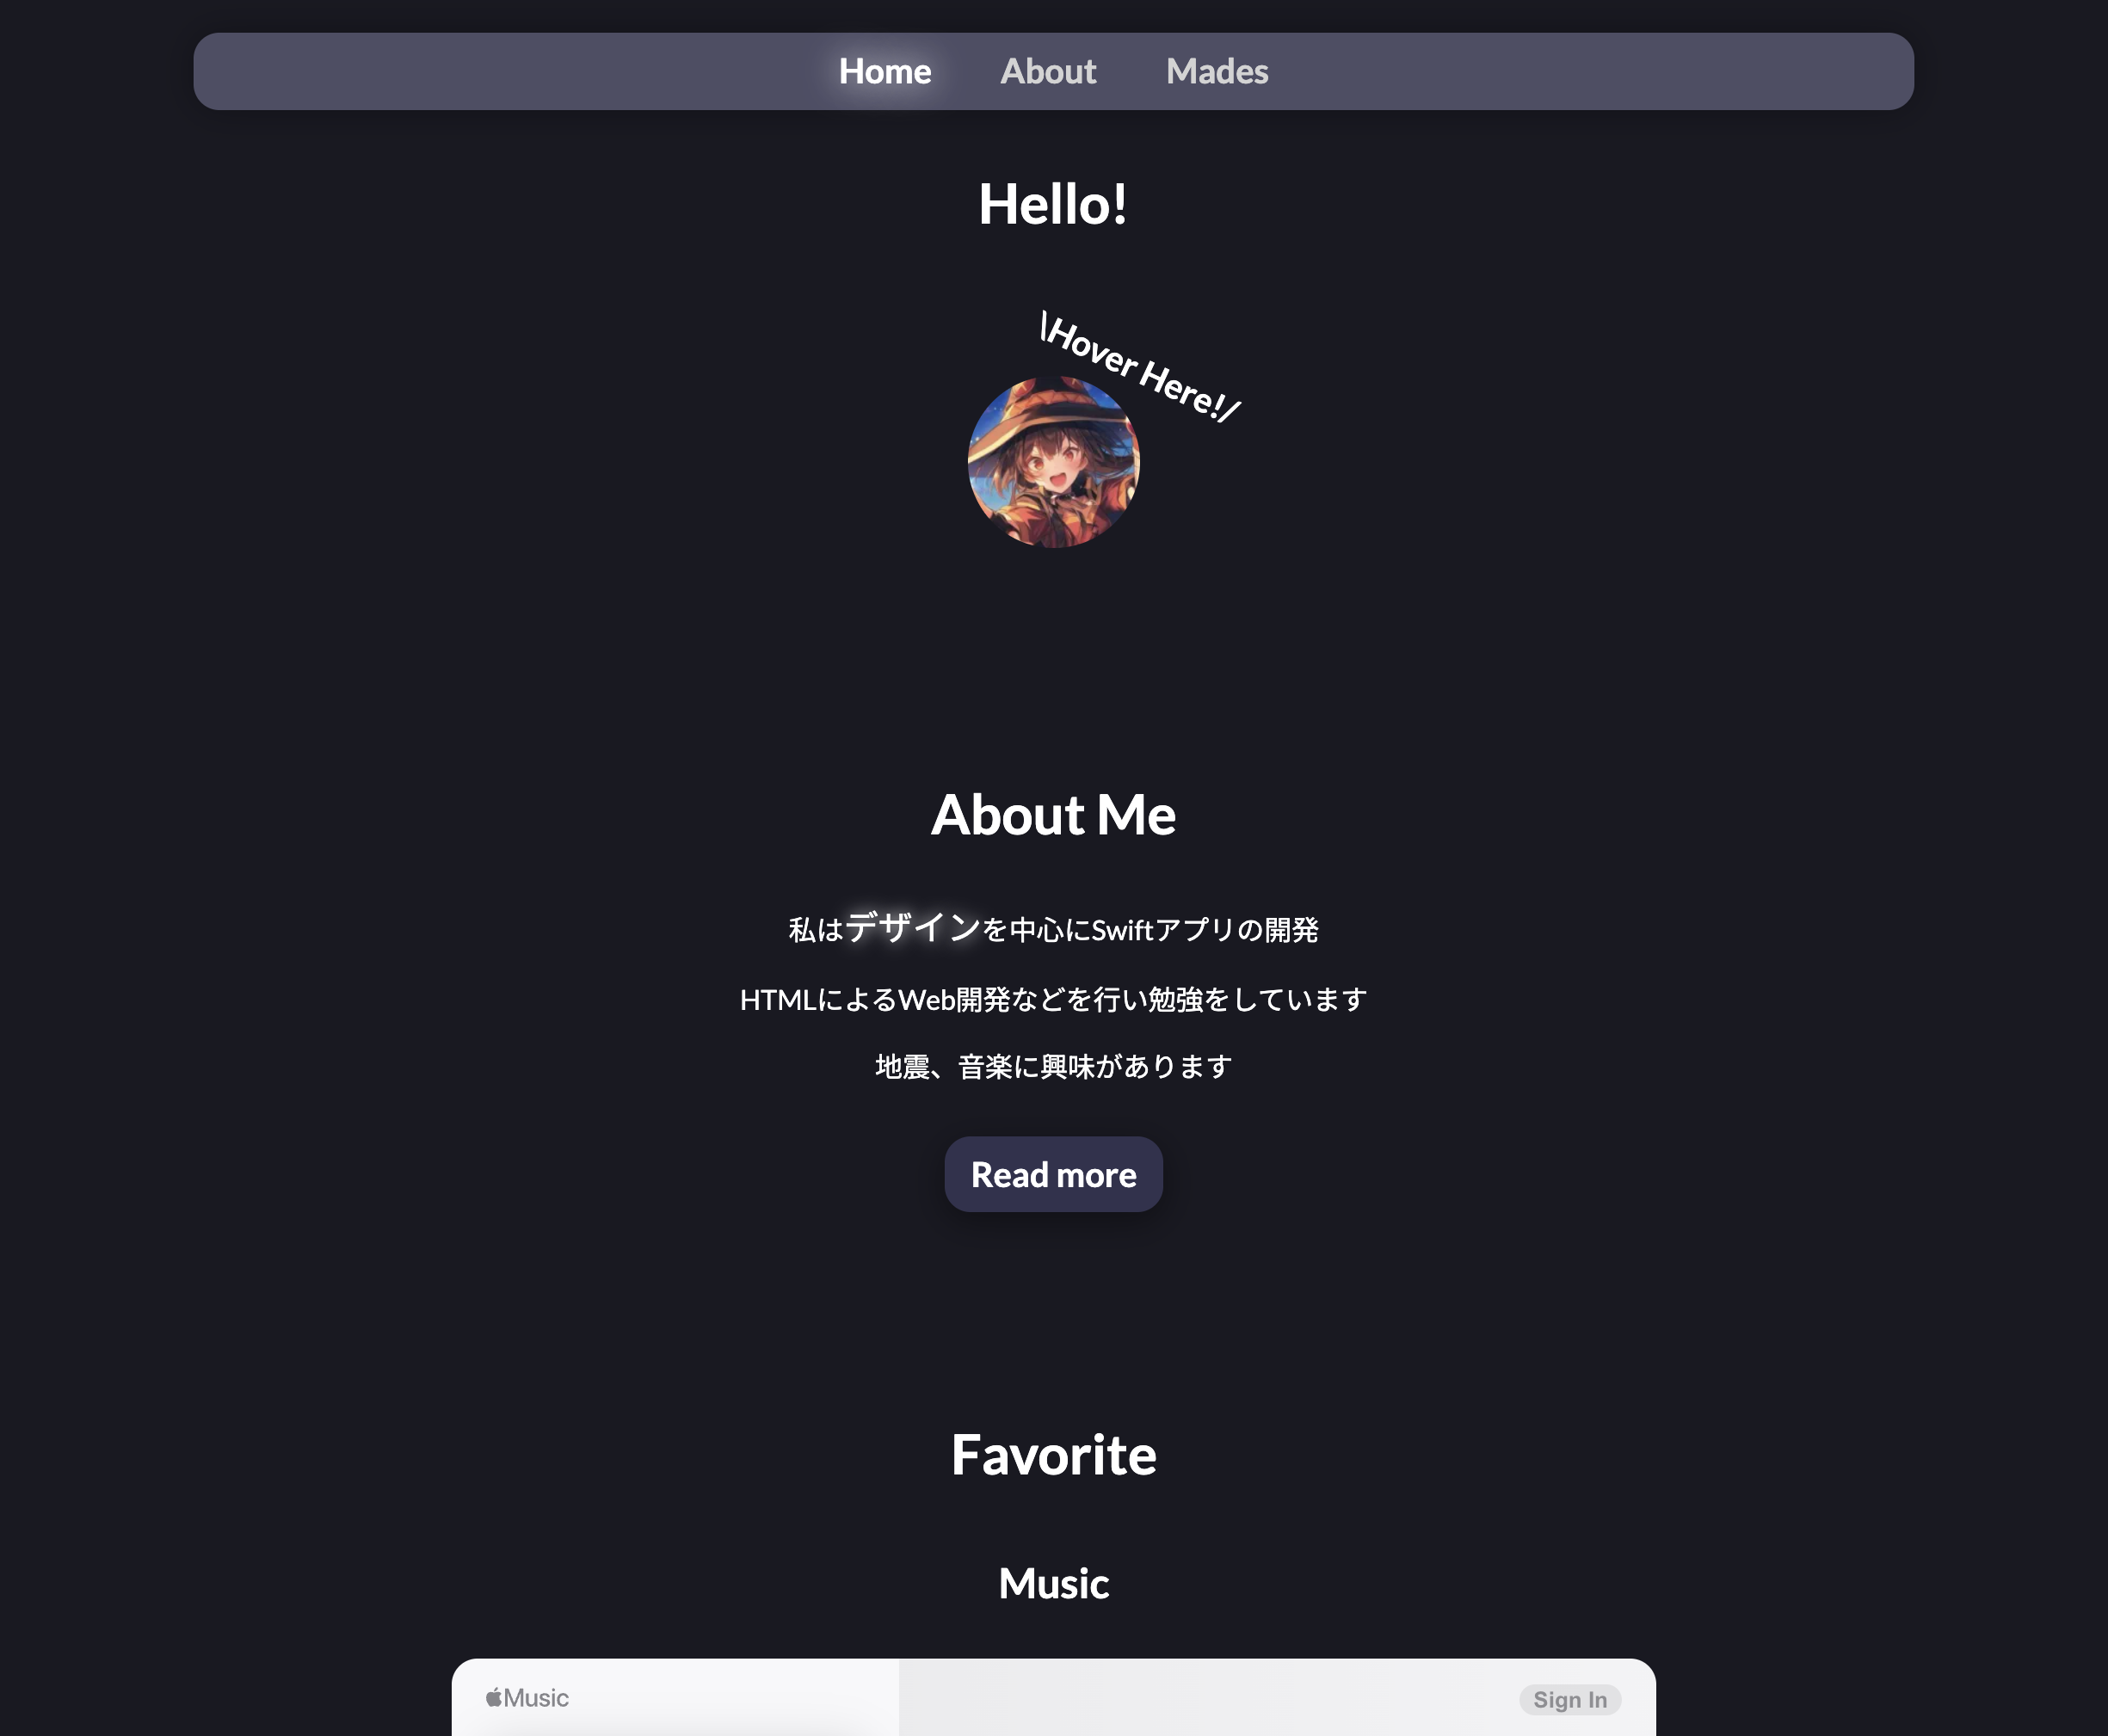 Home About Mades
Hello!
\Hover Here!/
About Me
私はデザインを中心にSwiftアプリの開発
HTMLによるWeb開発などを行い勉強をしています
地震、音楽に興味があります
Read more
Favorite
Music
Music Sign In